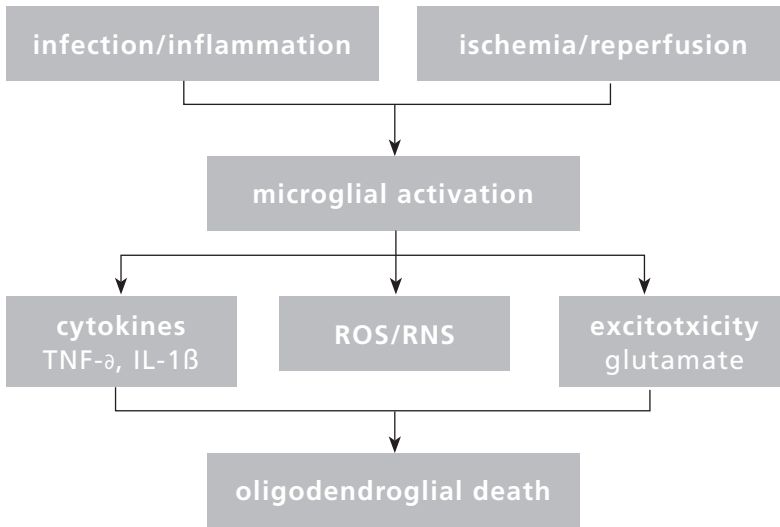 infection/inflammation
ischemia/reperfusion
microglial activation
cytokines
TNF-∂, IL-1ß
ROS/RNS
excitotxicity
glutamate
oligodendroglial death